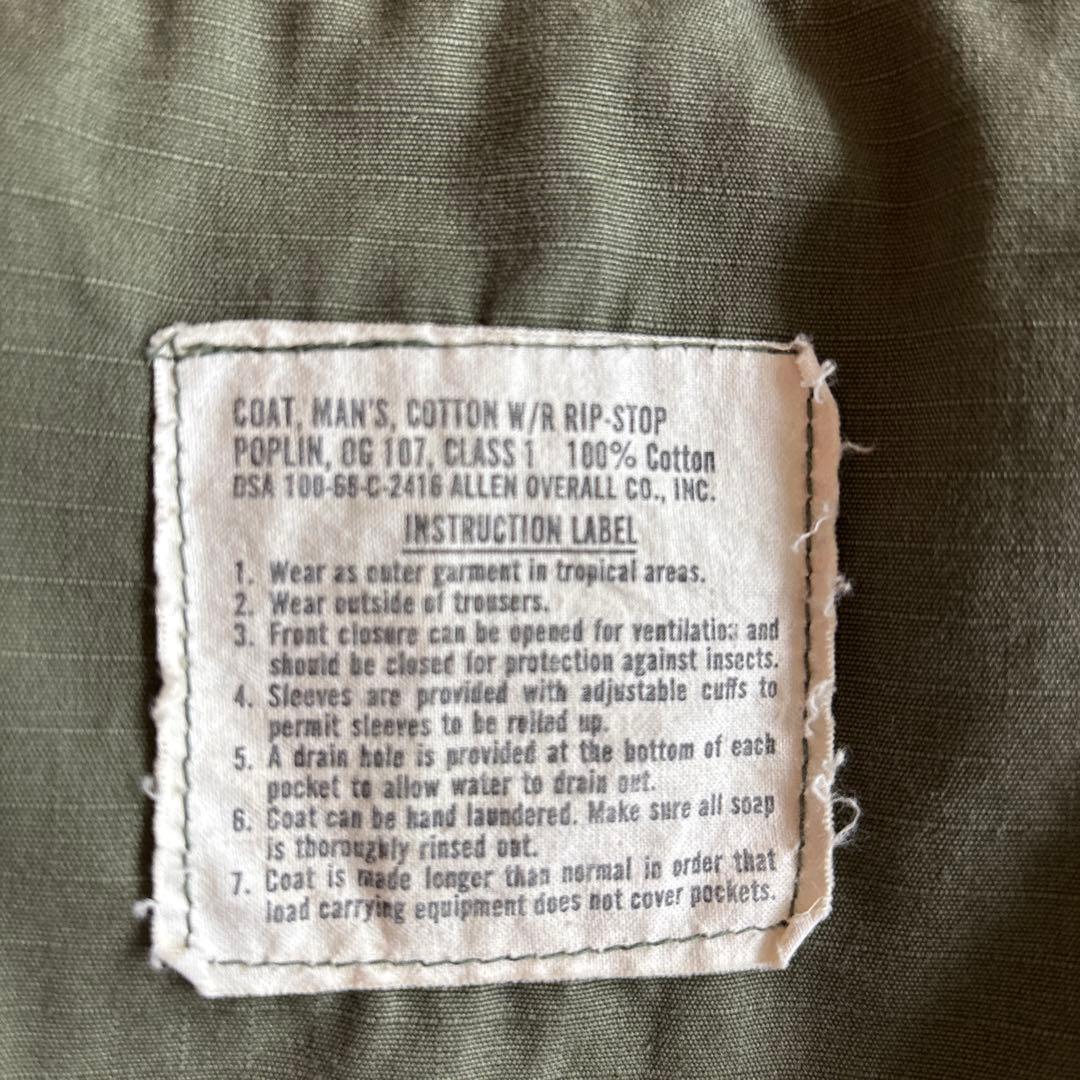 COAT, MAN'S, COTTON W/R RIP-STOP
POPLIN, OG 107, CLASS 1 100% Cotton
DSA 100-68-C-2416 ALLEN OVERALL CO., INC.
INSTRUCTION LABEL
1. Wear as outer garment in tropical areas.
2. Wear outside of trousers.
3. Front closure can be opened for ventilation and
should be closed for protection against insects.
4. Sleeves are provided with adjustable cuffs to
permit sleeves to be rolled up.
5. A drain hole is provided at the bottom of each
pocket to allow water to drain out.
6. Coat can be hand laundered. Make sure all soap
is thoroughly rinsed out.
7. Coat is made longer than normal in order that
load carrying equipment does not cover pockets.